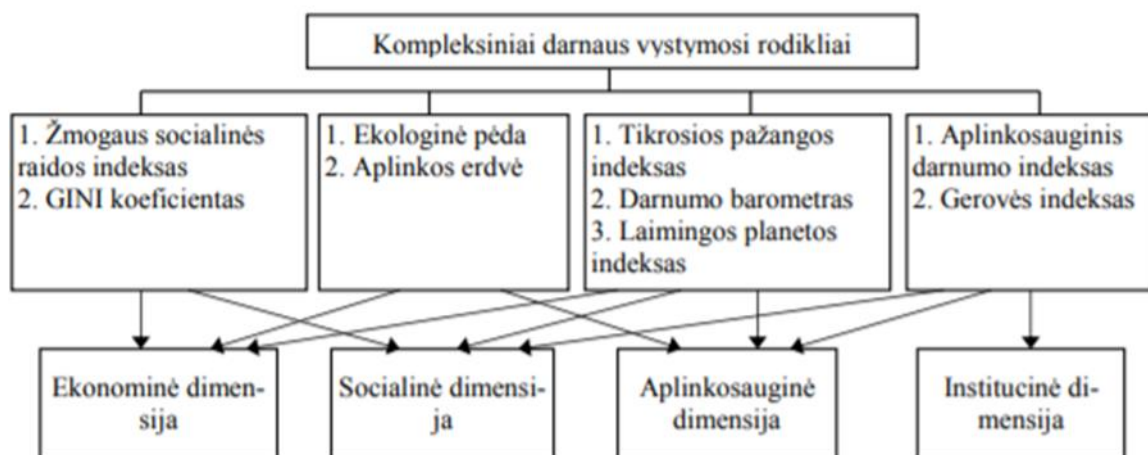 Kompleksiniai darnaus vystymosi rodikliai
1. Žmogaus socialinės
raidos indeksas
2. GINI koeficientas
1. Ekologinė pėda
2. Aplinkos erdvė
1. Tikrosios pažangos
indeksas
2. Darnumo barometras
3. Laimingos planetos
indeksas
1. Aplinkosauginis
darnumo indeksas
2. Gerovės indeksas
Ekonominė dimen-
sija
Socialinė dimensi-
ja
Aplinkosauginė
dimensija
Institucinė di-
mensija